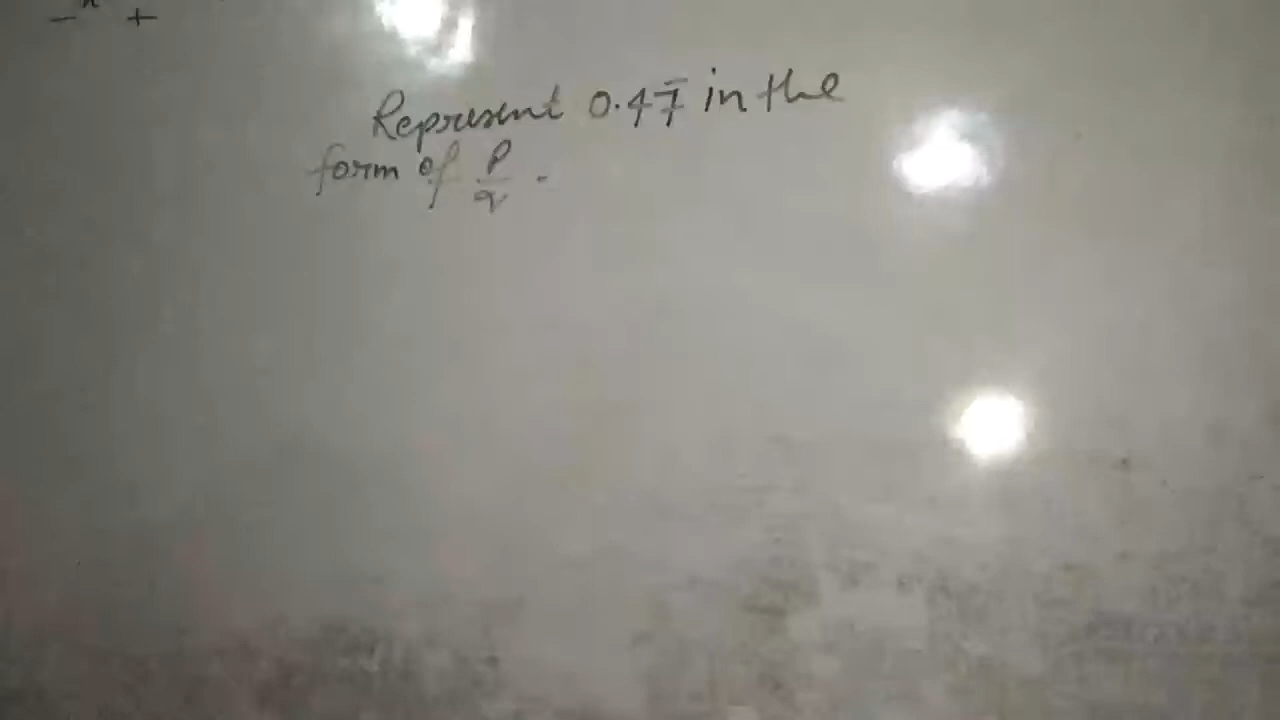 - n +
Represent 0.47̅ in the
form of p/q.